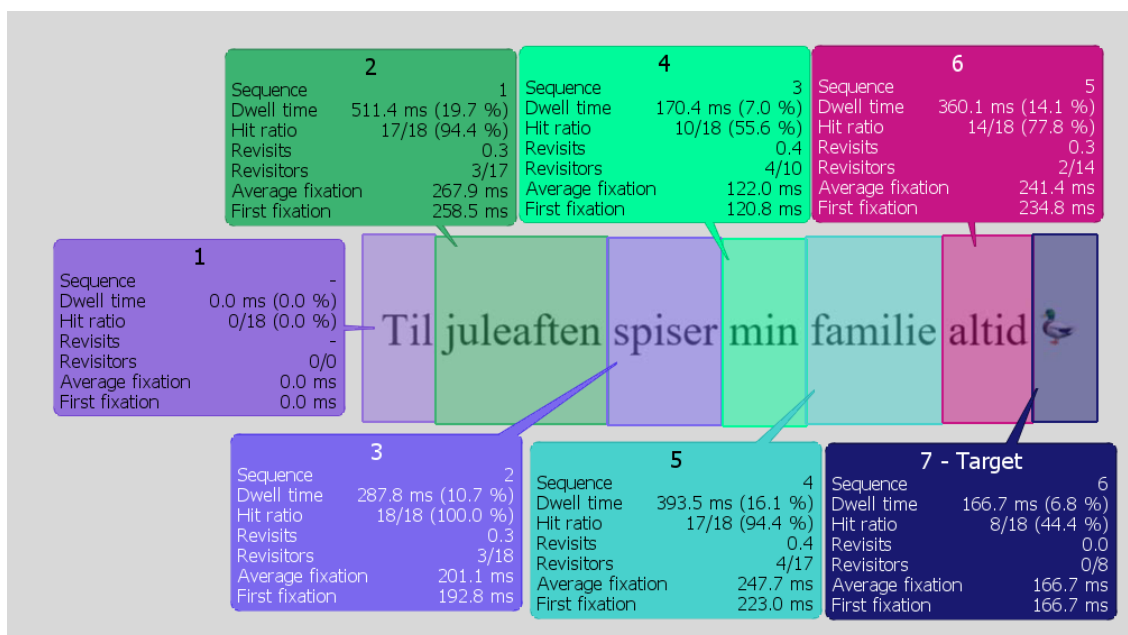 2
Sequence 1
Dwell time 511.4 ms (19.7 %)
Hit ratio 17/18 (94.4 %)
Revisits 0.3
Revisitors 3/17
Average fixation 267.9 ms
First fixation 258.5 ms
4
Sequence 3
Dwell time 170.4 ms (7.0 %)
Hit ratio 10/18 (55.6 %)
Revisits 0.4
Revisitors 4/10
Average fixation 122.0 ms
First fixation 120.8 ms
6
Sequence 5
Dwell time 360.1 ms (14.1 %)
Hit ratio 14/18 (77.8 %)
Revisits 0.3
Revisitors 2/14
Average fixation 241.4 ms
First fixation 234.8 ms
1
Sequence -
Dwell time 0.0 ms (0.0 %)
Hit ratio 0/18 (0.0 %)
Revisits -
Revisitors 0/0
Average fixation 0.0 ms
First fixation 0.0 ms
Til juleaften spiser min familie altid 🦆
3
Sequence 2
Dwell time 287.8 ms (10.7 %)
Hit ratio 18/18 (100.0 %)
Revisits 0.3
Revisitors 3/18
Average fixation 201.1 ms
First fixation 192.8 ms
5
Sequence 4
Dwell time 393.5 ms (16.1 %)
Hit ratio 17/18 (94.4 %)
Revisits 0.4
Revisitors 4/17
Average fixation 247.7 ms
First fixation 223.0 ms
7 - Target
Sequence 6
Dwell time 166.7 ms (6.8 %)
Hit ratio 8/18 (44.4 %)
Revisits 0.0
Revisitors 0/8
Average fixation 166.7 ms
First fixation 166.7 ms